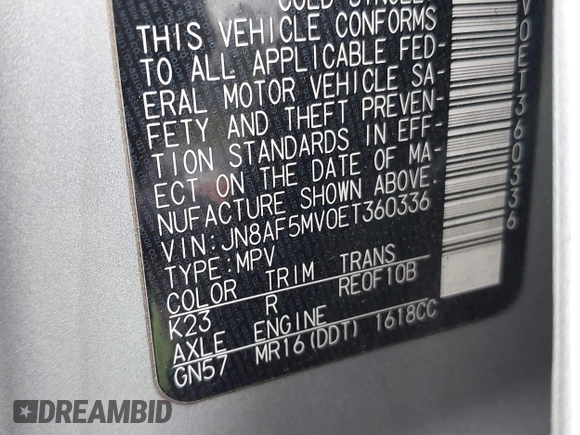 THIS VEHICLE CONFORMS
TO ALL APPLICABLE FED-
ERAL MOTOR VEHICLE SA-
FETY AND THEFT PREVEN-
TION STANDARDS IN EFF-
ECT ON THE DATE OF MA-
NUFACTURE SHOWN ABOVE.
VIN:JN8AF5MV0ET360336
TYPE:MPV
COLOR TRIM TRANS
K23 R RE0F10B
AXLE ENGINE
GN57 MR16(DDT) 1618CC
V0ET360336
DREAMBID